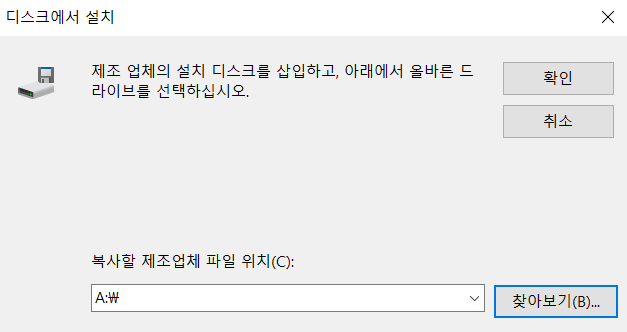 디스크에서 설치
제조 업체의 설치 디스크를 삽입하고, 아래에서 올바른 드
라이브를 선택하십시오.
확인
취소
복사할 제조업체 파일 위치(C):
A:₩
찾아보기(B)...